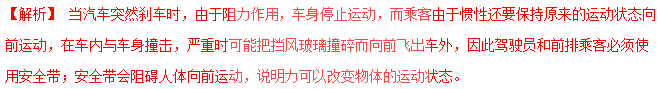 【解析】 当汽车突然刹车时，由于阻力作用，车身停止运动，而乘客由于惯性还要保持原来的运动状态向
前运动，在车内与车身撞击，严重时可能把挡风玻璃撞碎而向前飞出车外，因此驾驶员和前排乘客必须使
用安全带；安全带会阻碍人体向前运动，说明力可以改变物体的运动状态。